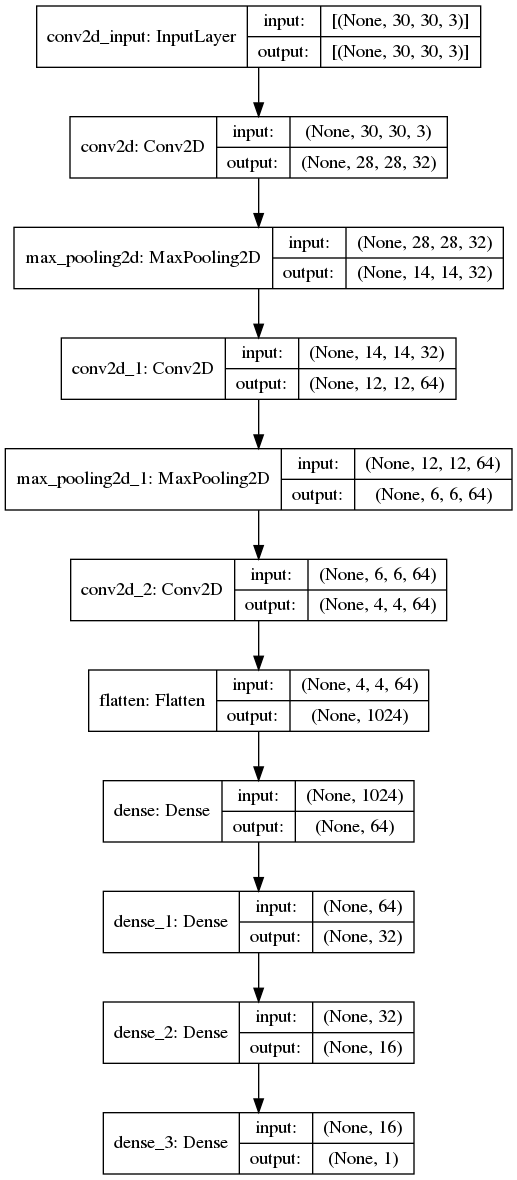 conv2d_input: InputLayer
input: [(None, 30, 30, 3)]
output: [(None, 30, 30, 3)]
conv2d: Conv2D
input: (None, 30, 30, 3)
output: (None, 28, 28, 32)
max_pooling2d: MaxPooling2D
input: (None, 28, 28, 32)
output: (None, 14, 14, 32)
conv2d_1: Conv2D
input: (None, 14, 14, 32)
output: (None, 12, 12, 64)
max_pooling2d_1: MaxPooling2D
input: (None, 12, 12, 64)
output: (None, 6, 6, 64)
conv2d_2: Conv2D
input: (None, 6, 6, 64)
output: (None, 4, 4, 64)
flatten: Flatten
input: (None, 4, 4, 64)
output: (None, 1024)
dense: Dense
input: (None, 1024)
output: (None, 64)
dense_1: Dense
input: (None, 64)
output: (None, 32)
dense_2: Dense
input: (None, 32)
output: (None, 16)
dense_3: Dense
input: (None, 16)
output: (None, 1)